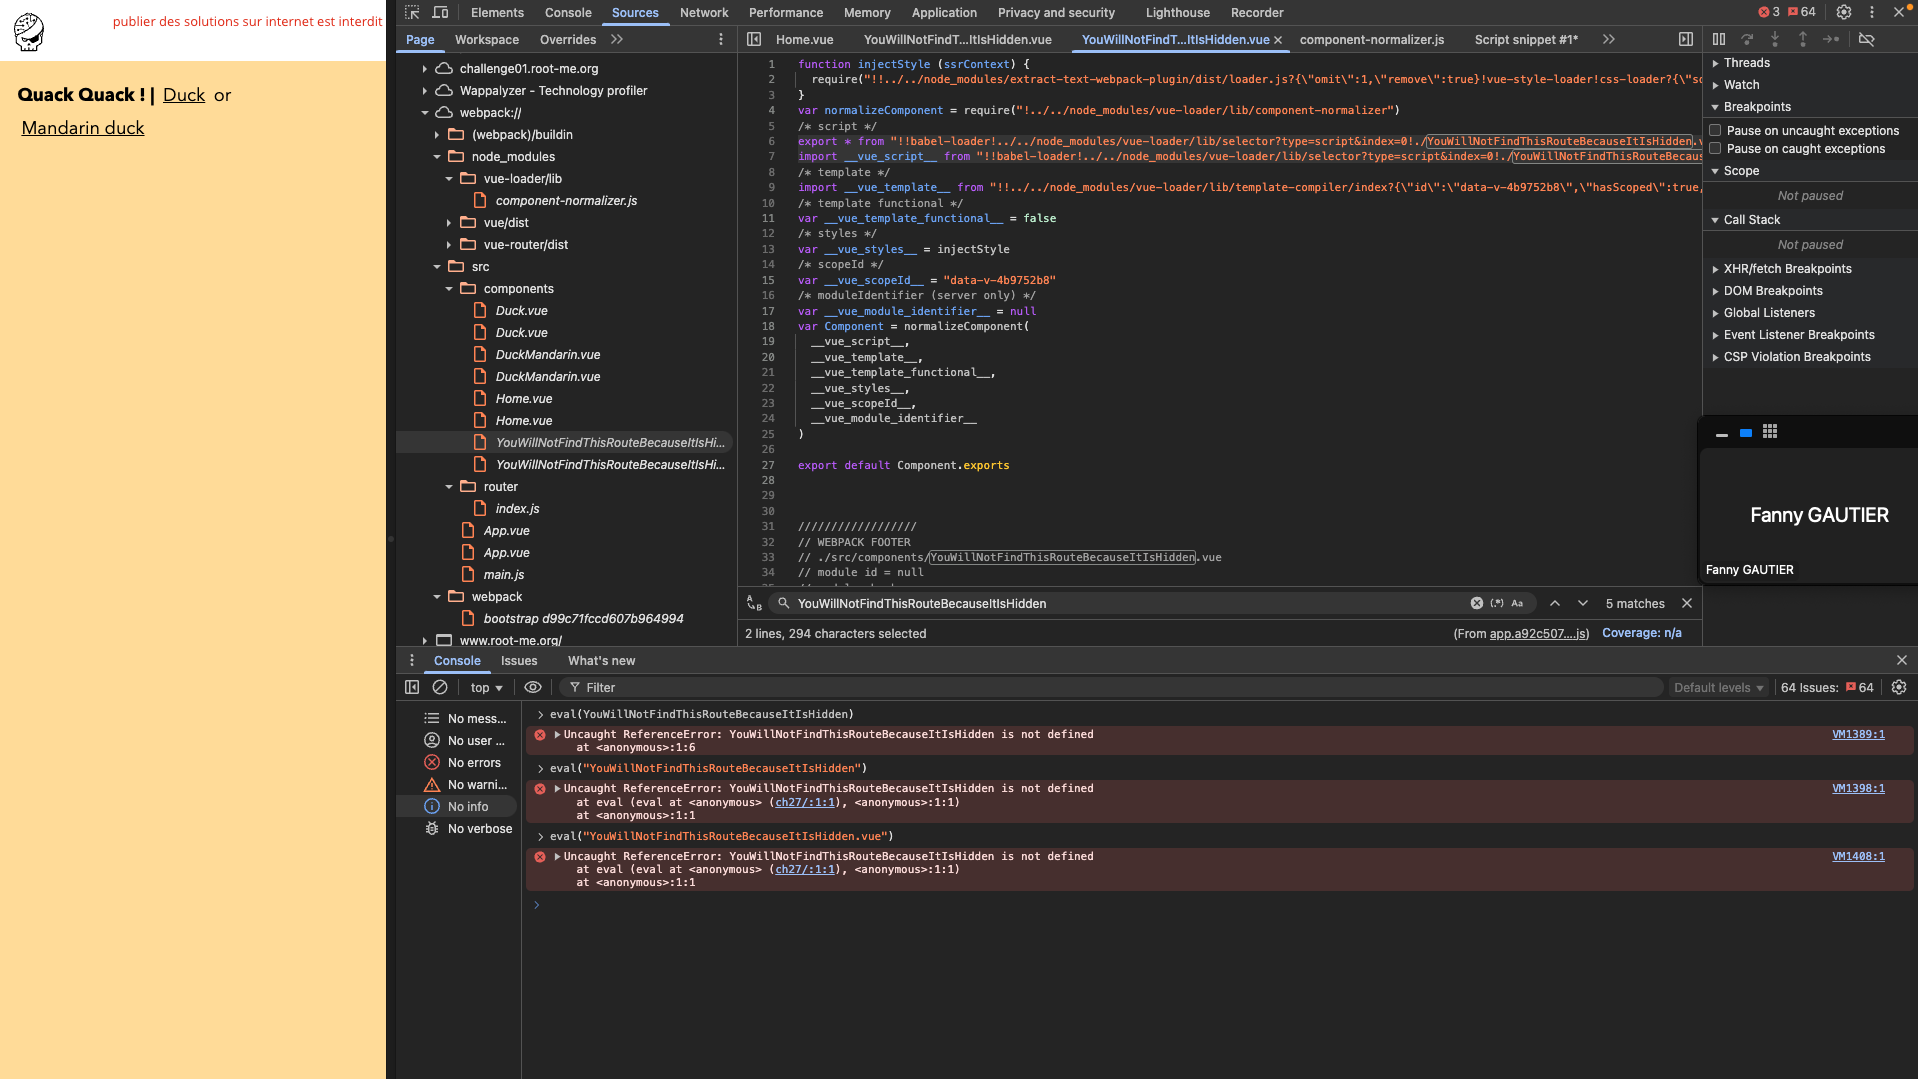 publier des solutions sur internet est interdit
Quack Quack ! | Duck or
Mandarin duck
Elements Console Sources Network Performance Memory Application Privacy and security Lighthouse Recorder 3 64
Page Workspace Overrides
Home.vue YouWillNotFindT...ItIsHidden.vue YouWillNotFindT...ItIsHidden.vue component-normalizer.js Script snippet #1*
challenge01.root-me.org
Wappalyzer - Technology profiler
webpack://
(webpack)/buildin
node_modules
vue-loader/lib
component-normalizer.js
vue/dist
vue-router/dist
src
components
Duck.vue
Duck.vue
DuckMandarin.vue
DuckMandarin.vue
Home.vue
Home.vue
YouWillNotFindThisRouteBecauseItIsHi...
YouWillNotFindThisRouteBecauseItIsHi...
router
index.js
App.vue
App.vue
main.js
webpack
bootstrap d99c71fccd607b964994
www.root-me.org/
1 function injectStyle (ssrContext) {
2 require("!!../../node_modules/extract-text-webpack-plugin/dist/loader.js?{\"omit\":1,\"remove\":true}!vue-style-loader!css-loader?{\"so
3 }
4 var normalizeComponent = require("!../../node_modules/vue-loader/lib/component-normalizer")
5 /* script */
6 export * from "!!babel-loader!../../node_modules/vue-loader/lib/selector?type=script&index=0!./YouWillNotFindThisRouteBecauseItIsHidden.v
7 import __vue_script__ from "!!babel-loader!../../node_modules/vue-loader/lib/selector?type=script&index=0!./YouWillNotFindThisRouteBecaus
8 /* template */
9 import __vue_template__ from "!!../../node_modules/vue-loader/lib/template-compiler/index?{\"id\":\"data-v-4b9752b8\",\"hasScoped\":true,
10 /* template functional */
11 var __vue_template_functional__ = false
12 /* styles */
13 var __vue_styles__ = injectStyle
14 /* scopeId */
15 var __vue_scopeId__ = "data-v-4b9752b8"
16 /* moduleIdentifier (server only) */
17 var __vue_module_identifier__ = null
18 var Component = normalizeComponent(
19 __vue_script__,
20 __vue_template__,
21 __vue_template_functional__,
22 __vue_styles__,
23 __vue_scopeId__,
24 __vue_module_identifier__
25 )
26
27 export default Component.exports
28
29
30
31 //////////////////
32 // WEBPACK FOOTER
33 // ./src/components/YouWillNotFindThisRouteBecauseItIsHidden.vue
34 // module id = null
YouWillNotFindThisRouteBecauseItIsHidden (.*) Aa 5 matches
2 lines, 294 characters selected (From app.a92c507....js) Coverage: n/a
Threads
Watch
Breakpoints
Pause on uncaught exceptions
Pause on caught exceptions
Scope
Not paused
Call Stack
Not paused
XHR/fetch Breakpoints
DOM Breakpoints
Global Listeners
Event Listener Breakpoints
CSP Violation Breakpoints
Fanny GAUTIER
Fanny GAUTIER
Console Issues What's new
top Filter Default levels 64 Issues: 64
No mess...
No user ...
No errors
No warni...
No info
No verbose
eval(YouWillNotFindThisRouteBecauseItIsHidden)
Uncaught ReferenceError: YouWillNotFindThisRouteBecauseItIsHidden is not defined VM1389:1
at <anonymous>:1:6
eval("YouWillNotFindThisRouteBecauseItIsHidden")
Uncaught ReferenceError: YouWillNotFindThisRouteBecauseItIsHidden is not defined VM1398:1
at eval (eval at <anonymous> (ch27/:1:1), <anonymous>:1:1)
at <anonymous>:1:1
eval("YouWillNotFindThisRouteBecauseItIsHidden.vue")
Uncaught ReferenceError: YouWillNotFindThisRouteBecauseItIsHidden is not defined VM1408:1
at eval (eval at <anonymous> (ch27/:1:1), <anonymous>:1:1)
at <anonymous>:1:1